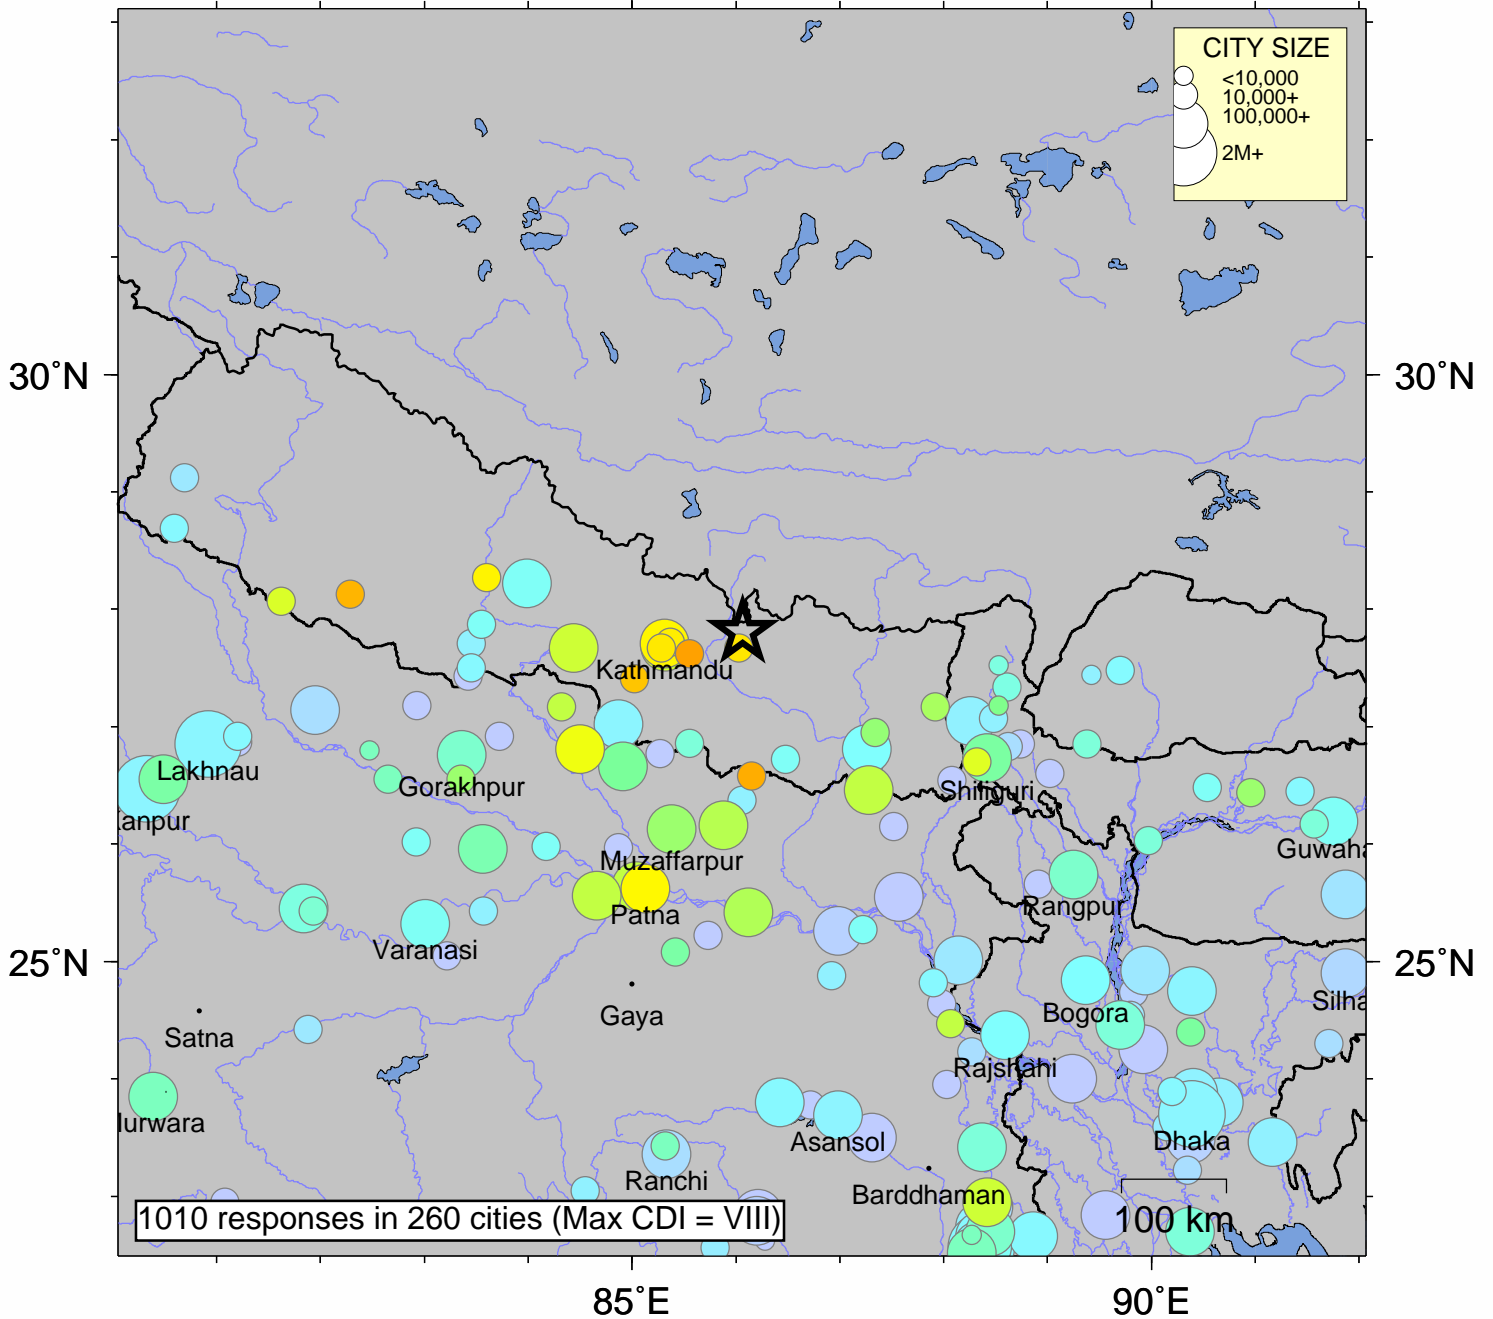 CITY SIZE
<10,000
10,000+
100,000+
2M+
30°N
30°N
Kathmandu
Lakhnau
Gorakhpur
Shiliguri
anpur
Muzaffarpur
Guwaha
Patna
Rangpur
Varanasi
25°N
25°N
Gaya
Bogora
Silha
Satna
Rajshahi
lurwara
Asansol
Dhaka
Ranchi
Barddhaman
1010 responses in 260 cities (Max CDI = VIII)
100 km
85°E
90°E